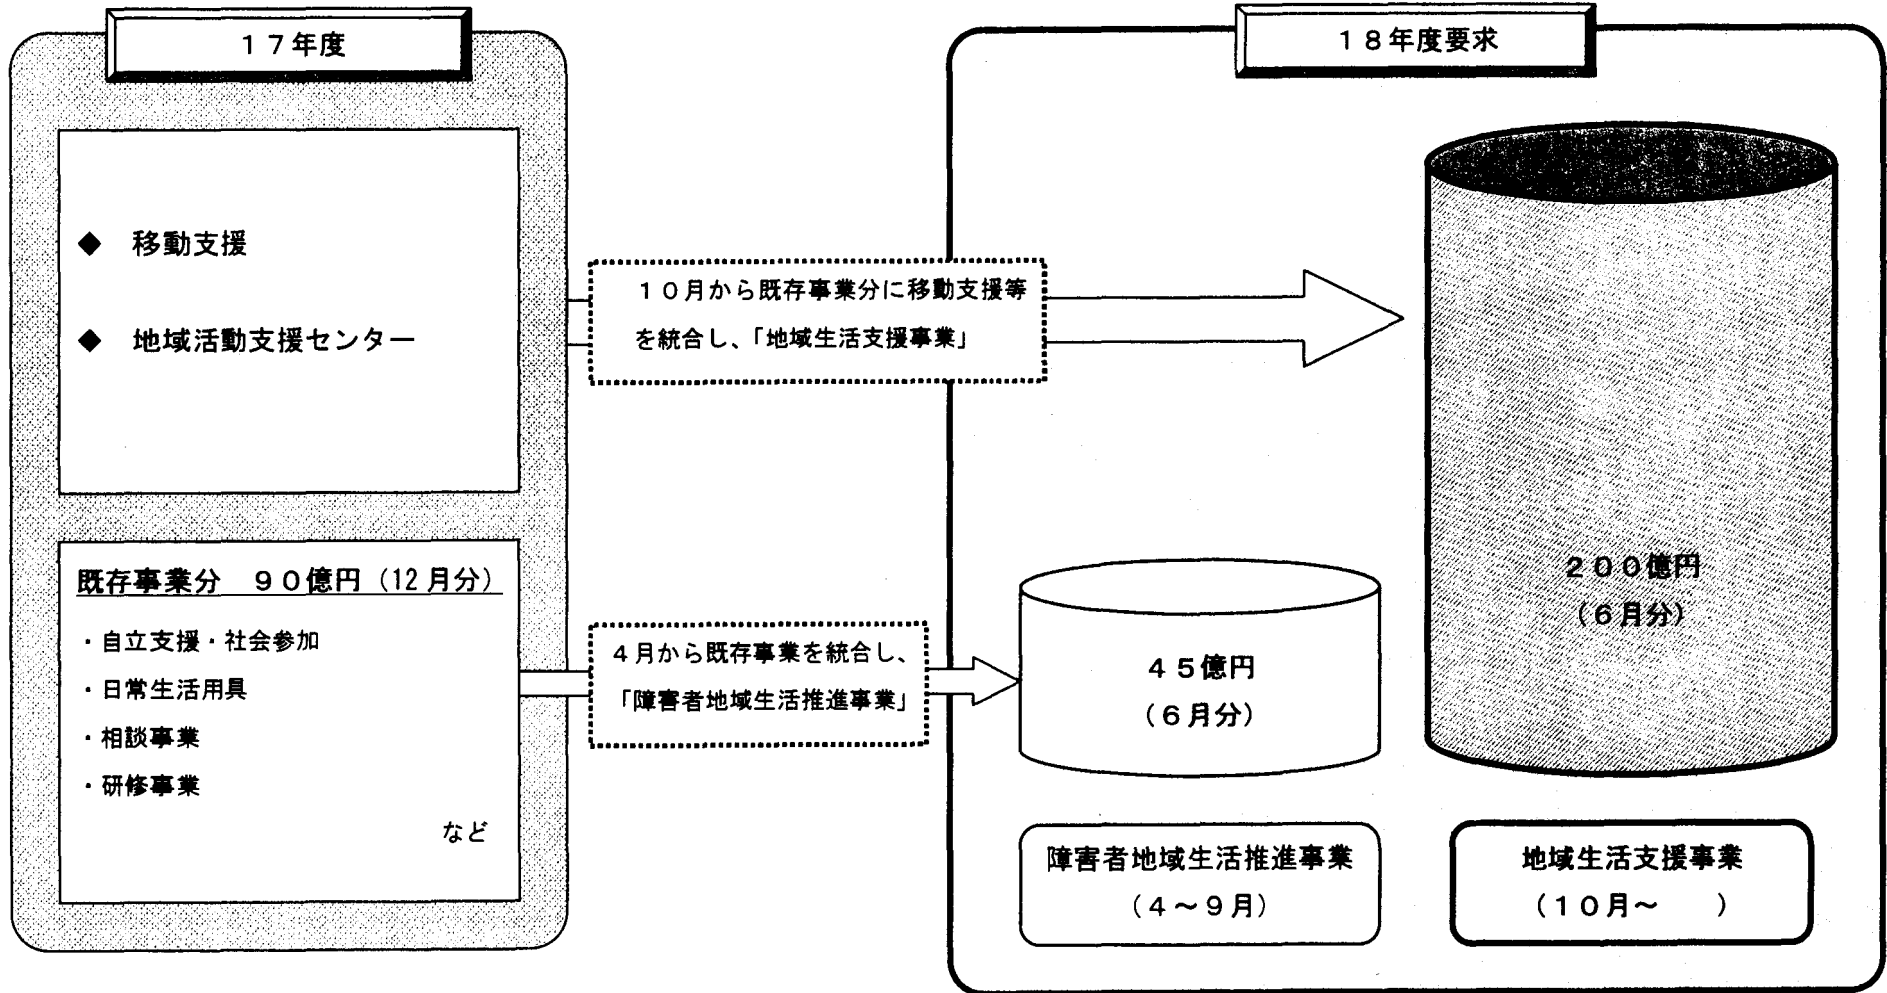 １７年度
◆ 移動支援
◆ 地域活動支援センター
既存事業分 ９０億円（12月分）
・自立支援・社会参加
・日常生活用具
・相談事業
・研修事業
など
１０月から既存事業分に移動支援等
を統合し、「地域生活支援事業」
４月から既存事業を統合し、
「障害者地域生活推進事業」
１８年度要求
４５億円
（６月分）
２００億円
（６月分）
障害者地域生活推進事業
（４～９月）
地域生活支援事業
（１０月～　　）